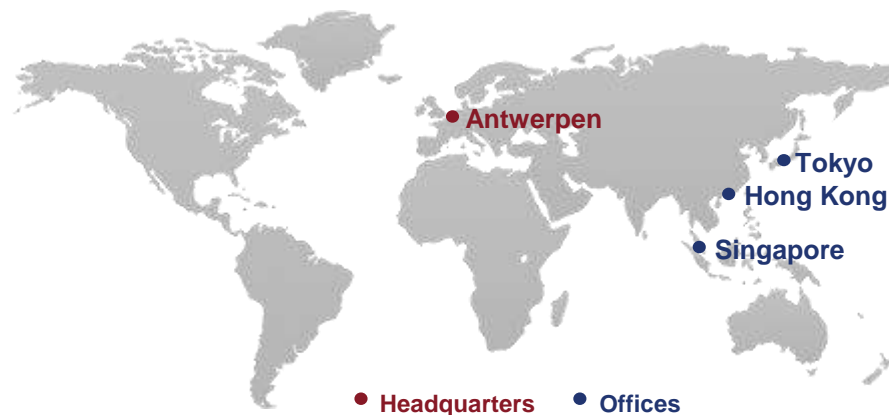 Antwerpen
Tokyo
Hong Kong
Singapore
Headquarters Offices